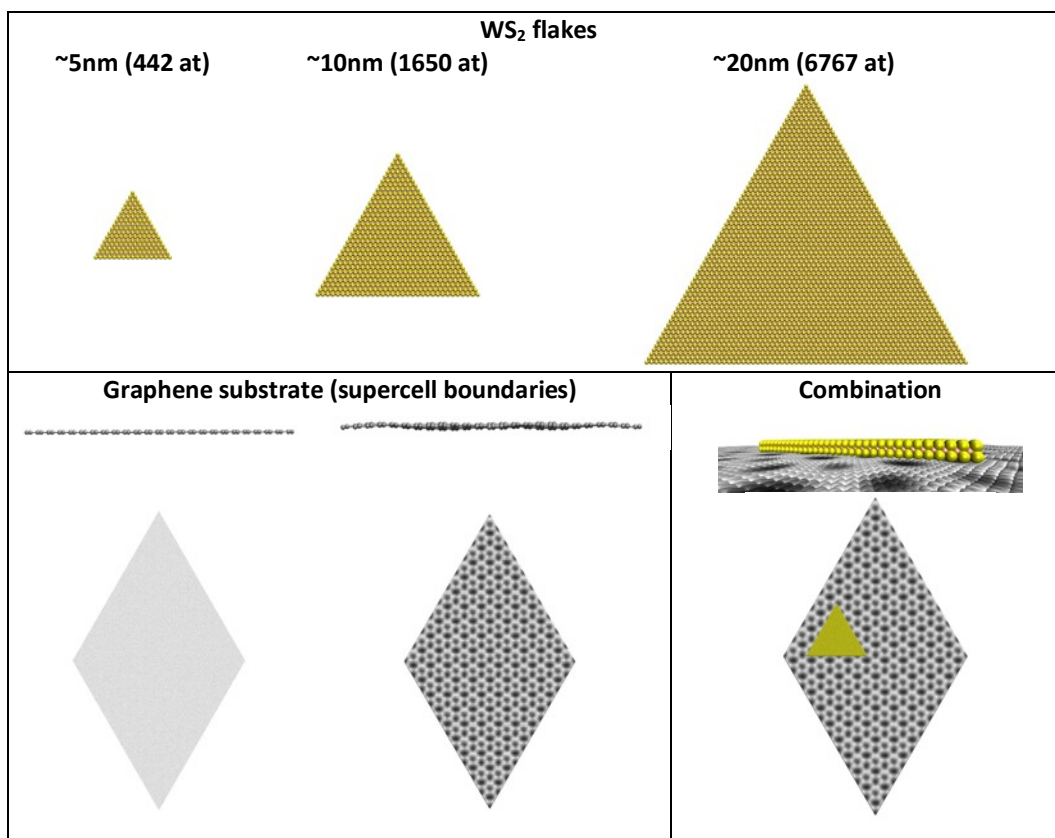 WS₂ flakes
~5nm (442 at) ~10nm (1650 at) ~20nm (6767 at)
Graphene substrate (supercell boundaries)
Combination